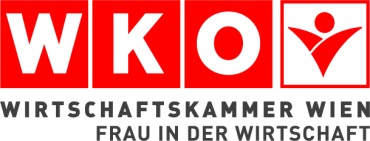 WKO
WIRTSCHAFTSKAMMER WIEN
FRAU IN DER WIRTSCHAFT